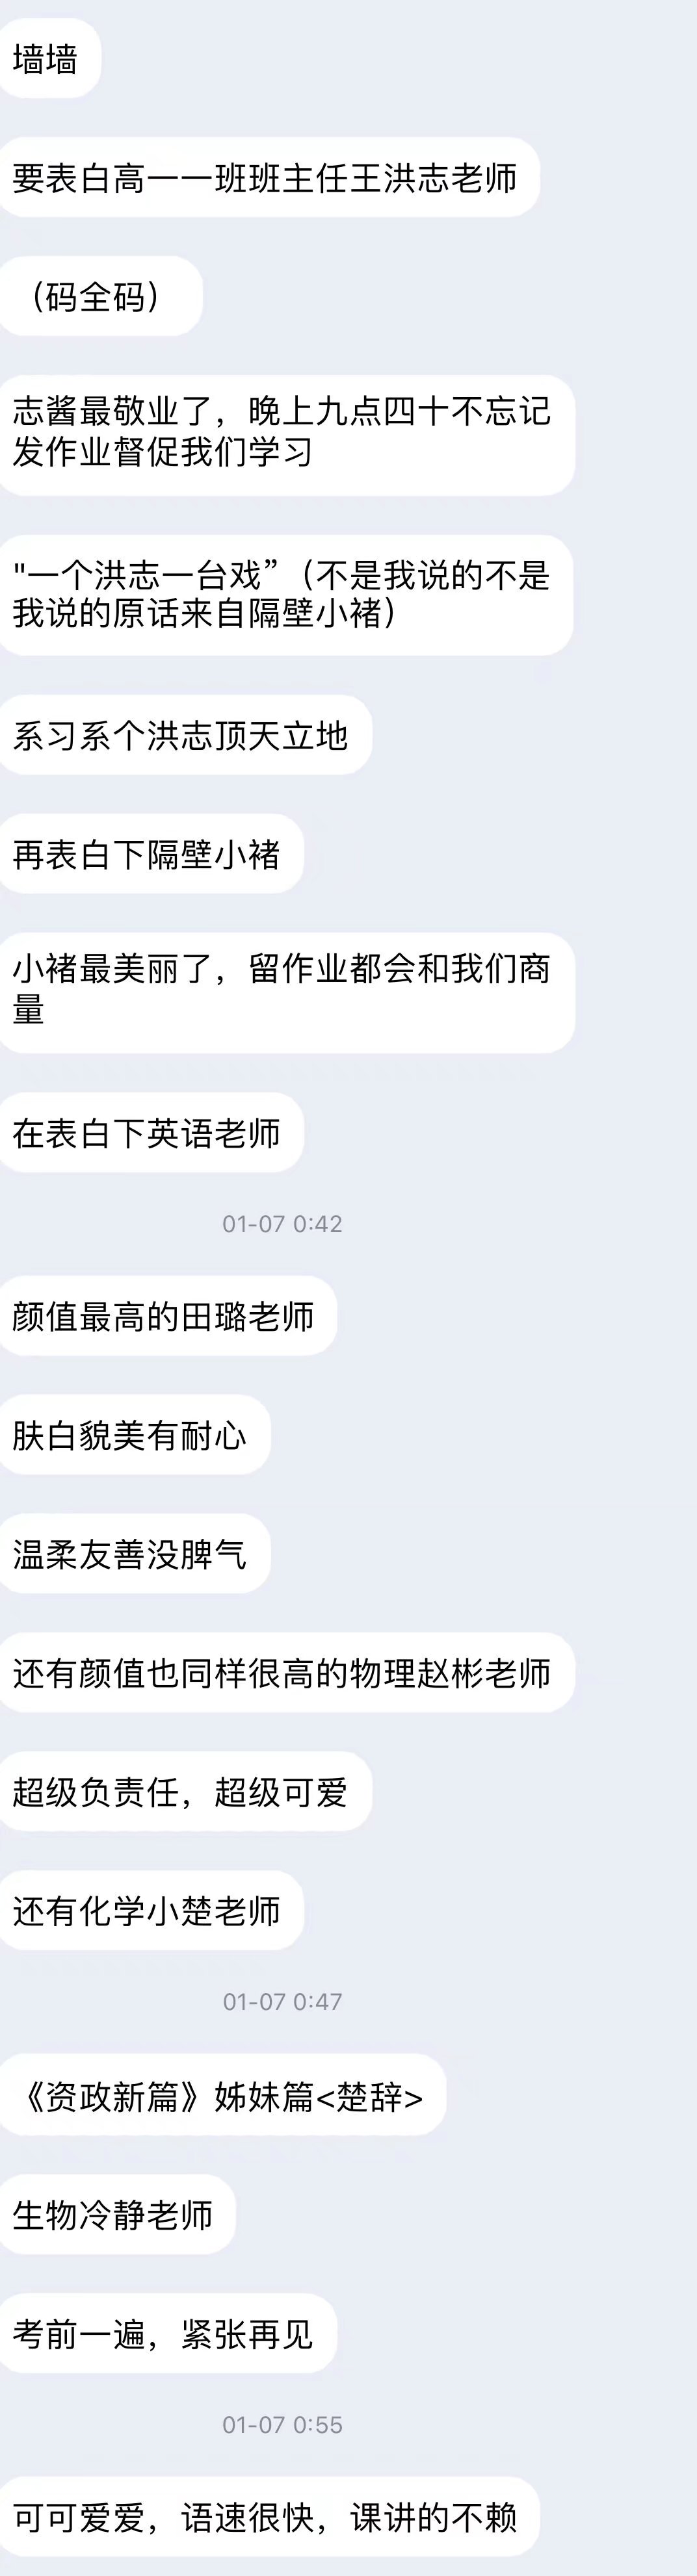 墙墙
要表白高一一班班主任王洪志老师
（码全码）
志酱最敬业了，晚上九点四十不忘记
发作业督促我们学习
"一个洪志一台戏”（不是我说的不是
我说的原话来自隔壁小褚）
系习系个洪志顶天立地
再表白下隔壁小褚
小褚最美丽了，留作业都会和我们商
量
在表白下英语老师
01-07 0:42
颜值最高的田璐老师
肤白貌美有耐心
温柔友善没脾气
还有颜值也同样很高的物理赵彬老师
超级负责任，超级可爱
还有化学小楚老师
01-07 0:47
《资政新篇》姊妹篇<楚辞>
生物冷静老师
考前一遍，紧张再见
01-07 0:55
可可爱爱，语速很快，课讲的不赖